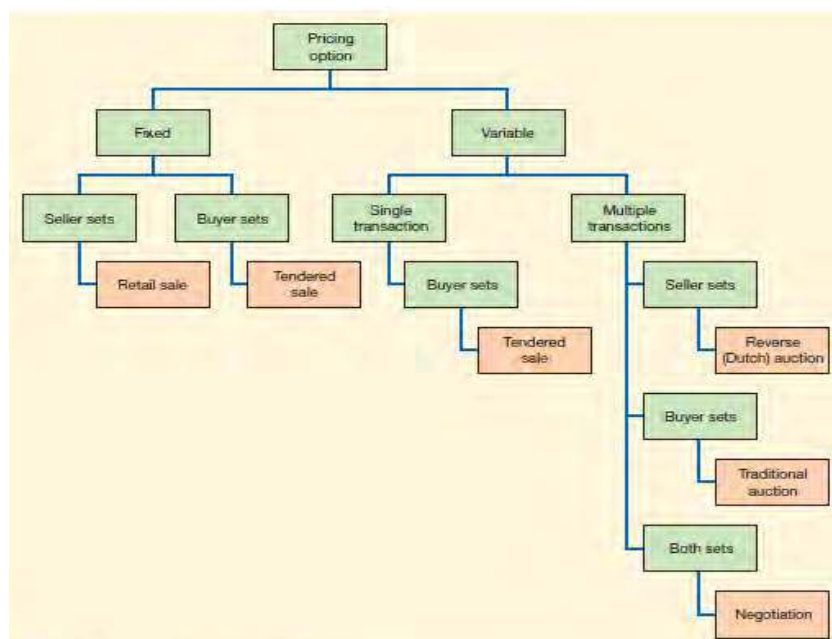 Pricing
option
Fixed
Variable
Seller sets
Buyer sets
Single
transaction
Multiple
transactions
Retail sale
Tendered
sale
Buyer sets
Seller sets
Tendered
sale
Reverse
(Dutch) auction
Buyer sets
Traditional
auction
Both sets
Negotiation